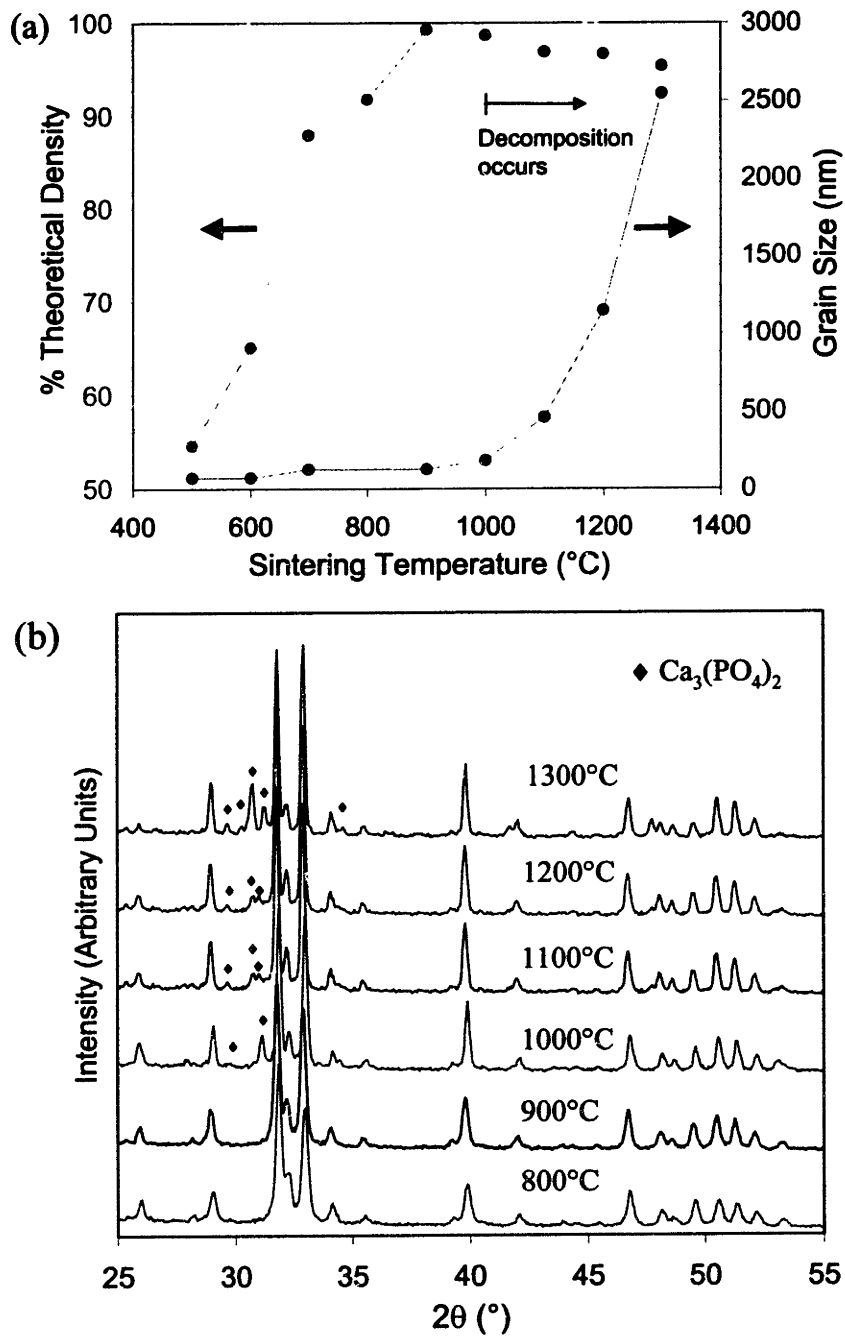 (a)
100
90
80
70
60
50
% Theoretical Density
3000
2500
2000
1500
1000
500
0
Grain Size (nm)
Decomposition
occurs
400 600 800 1000 1200 1400
Sintering Temperature (°C)
(b)
♦ Ca₃(PO₄)₂
1300°C
1200°C
1100°C
1000°C
900°C
800°C
Intensity (Arbitrary Units)
25 30 35 40 45 50 55
2θ (°)